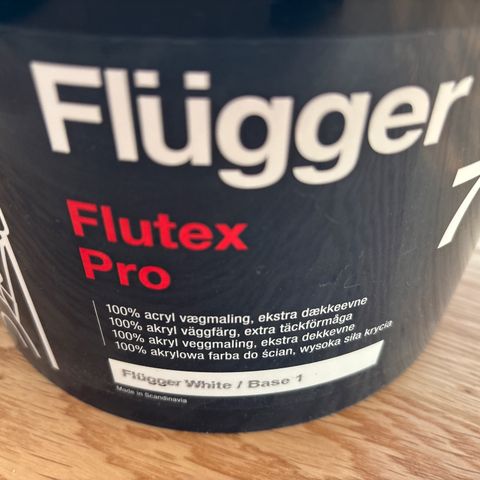 Flügger
7
Flutex
Pro
100% acryl vægmaling, ekstra dækkeevne
100% akryl väggfärg, extra täckförmåga
100% akryl veggmaling, ekstra dekkevne
100% akrylowa farba do ścian, wysoka siła krycia
Flügger White / Base 1
Made in Scandinavia